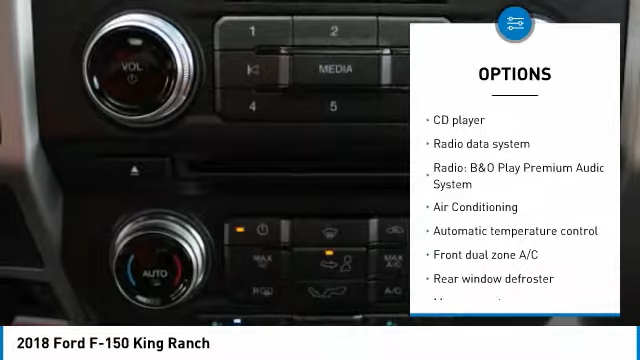 VOL
1
2
MEDIA
4
5
AUTO
MAX
MAX
A/C
R
A/C
OPTIONS
CD player
Radio data system
Radio: B&O Play Premium Audio
System
Air Conditioning
Automatic temperature control
Front dual zone A/C
Rear window defroster
2018 Ford F-150 King Ranch